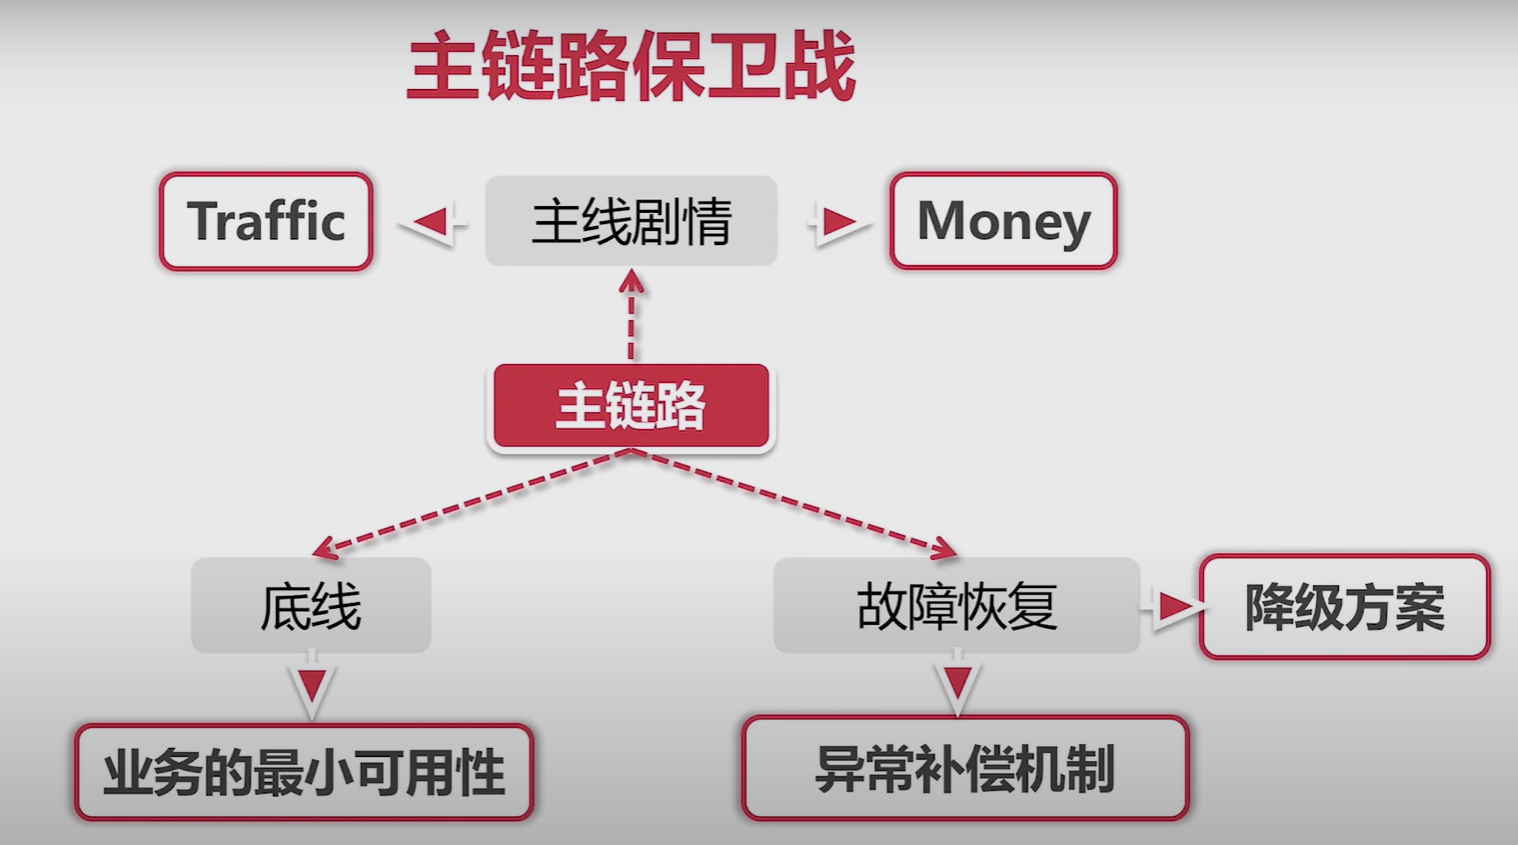 主链路保卫战
Traffic
主线剧情
Money
主链路
底线
故障恢复
降级方案
业务的最小可用性
异常补偿机制